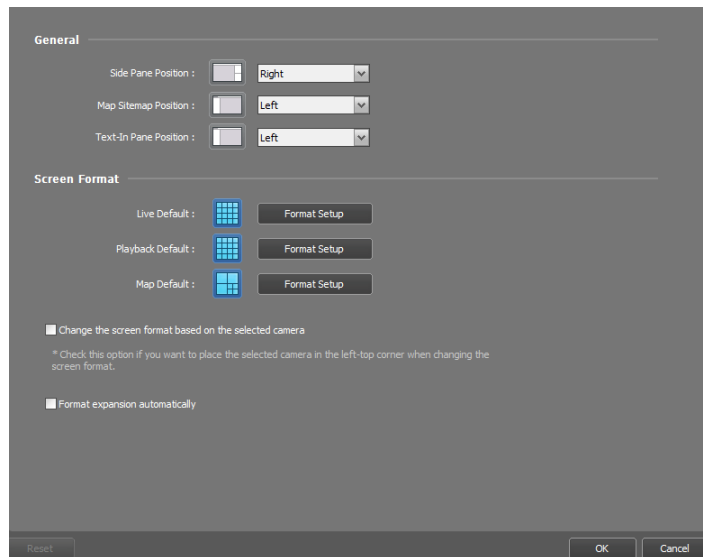 General
Side Pane Position : Right
Map Sitemap Position : Left
Text-In Pane Position : Left
Screen Format
Live Default : Format Setup
Playback Default : Format Setup
Map Default : Format Setup
Change the screen format based on the selected camera
* Check this option if you want to place the selected camera in the left-top corner when changing the
screen format.
Format expansion automatically
Reset OK Cancel